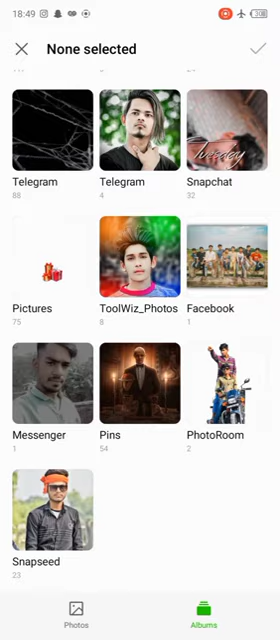 18:49
None selected
Telegram Telegram Snapchat
88 4 32
Tuesday
Pictures ToolWiz_Photos Facebook
75 8 1
Messenger Pins PhotoRoom
1 54 2
Snapseed
23
Photos Albums